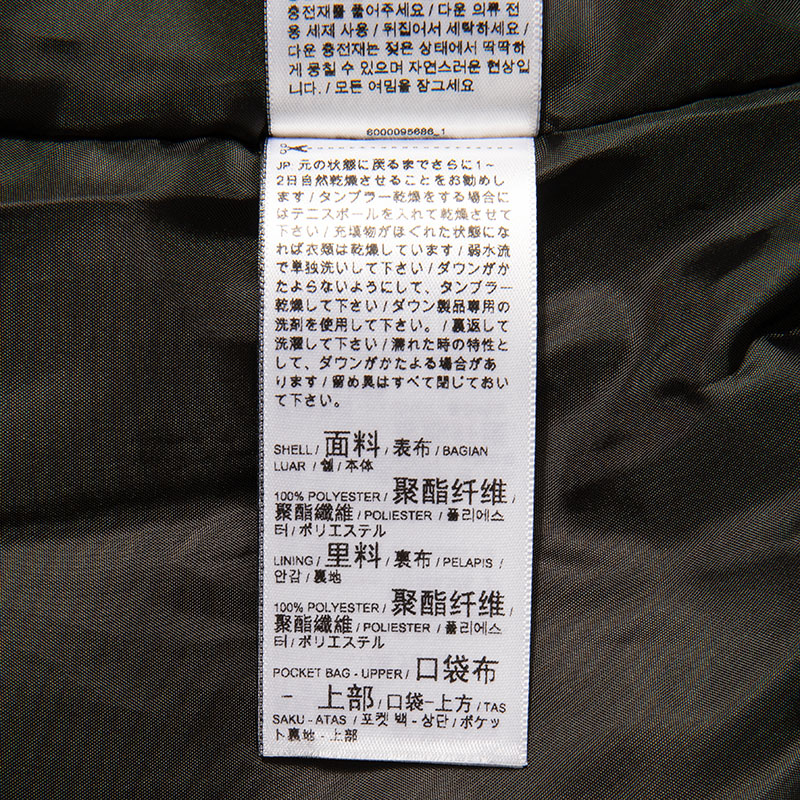 충전재를 풀어주세요 / 다운 의류 전
용 세제 사용 / 뒤집어서 세탁하세요 /
다운 충전재는 젖은 상태에서 딱딱하
게 뭉칠 수 있으며 자연스러운 현상입
니다. / 모든 여밈을 잠그세요
6000095686_1
JP 元の状態に戻るまでさらに1~
2日自然乾燥させることをお勧めし
ます / タンブラー乾燥をする場合に
はテニスボールを入れて乾燥させて
下さい / 充填物がほぐれた状態にな
れば衣類は乾燥しています / 弱水流
で単独洗いして下さい / ダウンがか
たよらないようにして、タンブラー
乾燥して下さい / ダウン製品専用の
洗剤を使用して下さい。 / 裏返して
洗濯して下さい / 濡れた時の特性と
して、ダウンがかたよる場合があ
ります / 留め具はすべて閉じておい
て下さい。
SHELL / 面料 / 表布 / BAGIAN
LUAR / 쉘 / 本体
100% POLYESTER / 聚酯纤维 /
聚酯纖維 / POLIESTER / 폴리에스
터 / ポリエステル
LINING / 里料 / 裏布 / PELAPIS /
안감 / 裏地
100% POLYESTER / 聚酯纤维 /
聚酯纖維 / POLIESTER / 폴리에스
터 / ポリエステル
POCKET BAG - UPPER / 口袋布
- 上部 / 口袋-上方 / TAS
SAKU - ATAS / 포켓 백 - 상단 / ポケッ
ト裏地 - 上部